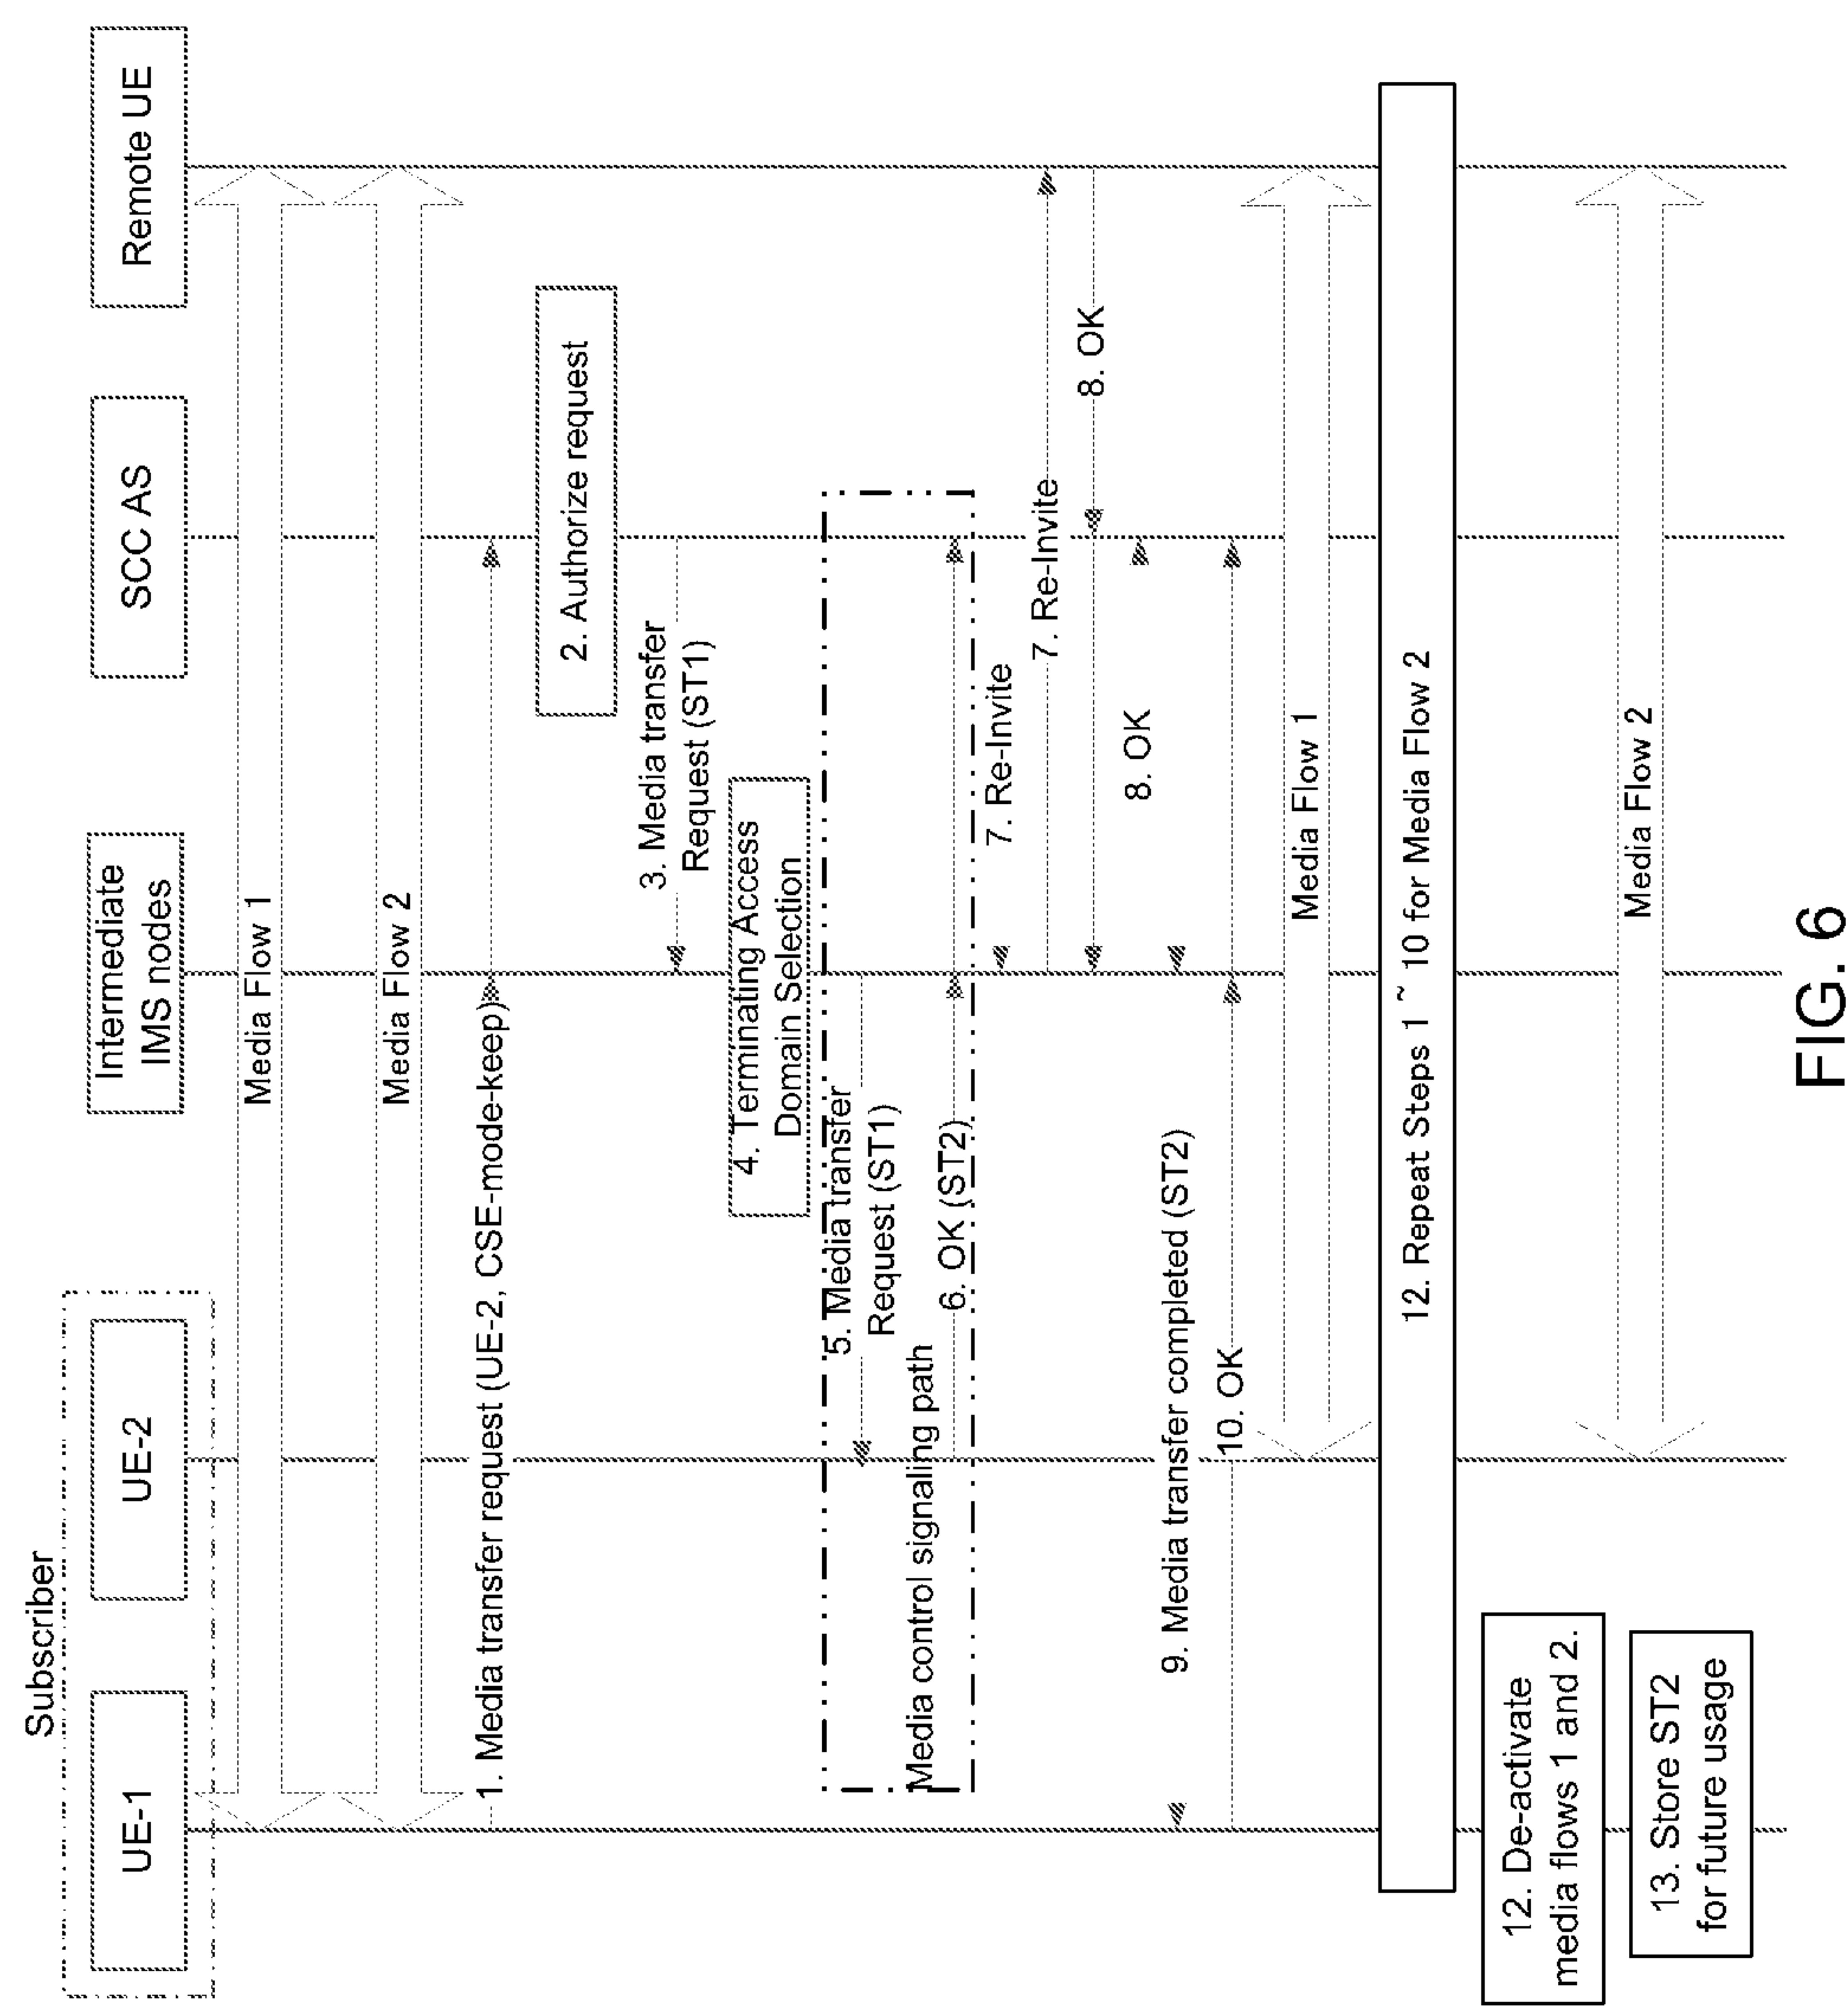 Subscriber
UE-1
UE-2
Intermediate
IMS nodes
SCC AS
Remote UE
Media Flow 1
Media Flow 2
1. Media transfer request (UE-2, CSE-mode-keep)
2. Authorize request
3. Media transfer
Request (ST1)
4. Terminating Access
Domain Selection
5. Media transfer
Request (ST1)
Media control signaling path
6. OK (ST2)
7. Re-Invite
7. Re-Invite
8. OK
8. OK
9. Media transfer completed (ST2)
10. OK
Media Flow 1
12. Repeat Steps 1 ~ 10 for Media Flow 2
12. De-activate
media flows 1 and 2.
Media Flow 2
13. Store ST2
for future usage
FIG. 6